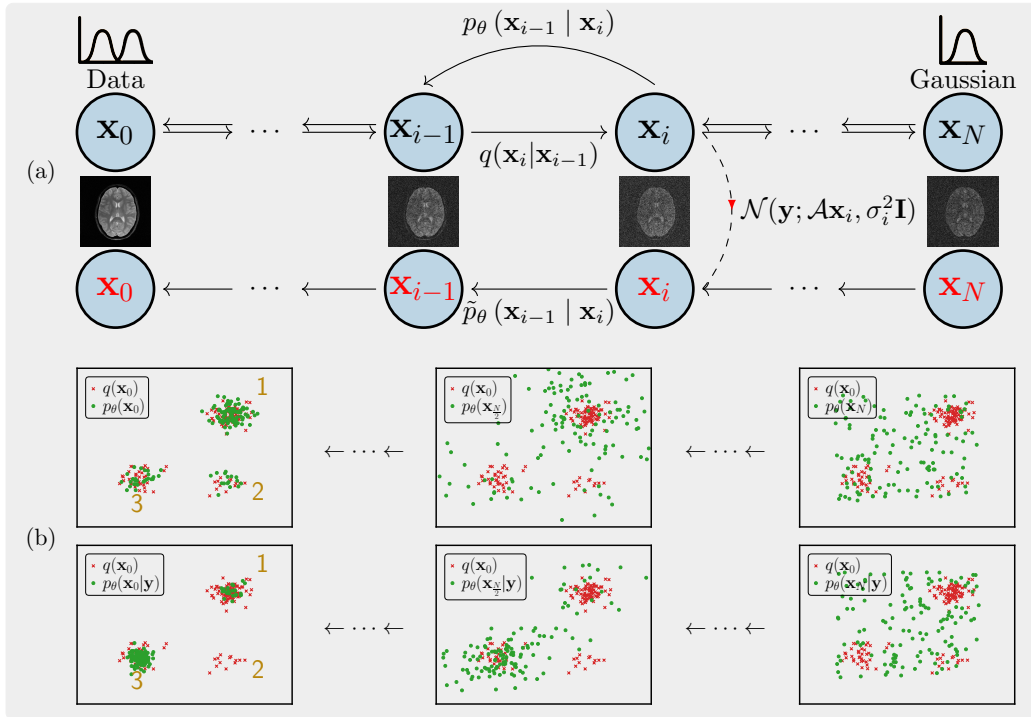 p_θ (x_{i−1} | x_i)
Data
Gaussian
x_0 ⋯ x_{i−1} x_i ⋯ x_N
q(x_i|x_{i−1})
(a)
𝒩(y; 𝒜x_i, σ_i^2 I)
x_0 ⋯ x_{i−1} x_i ⋯ x_N
p̃_θ (x_{i−1} | x_i)
q(x_0)
p_θ(x_0)
1
2
3
← ⋯ ←
q(x_0)
p_θ(x_{N/2})
← ⋯ ←
q(x_0)
p_θ(x_N)
(b)
q(x_0)
p_θ(x_0|y)
1
2
3
← ⋯ ←
q(x_0)
p_θ(x_{N/2}|y)
← ⋯ ←
q(x_0)
p_θ(x_N|y)